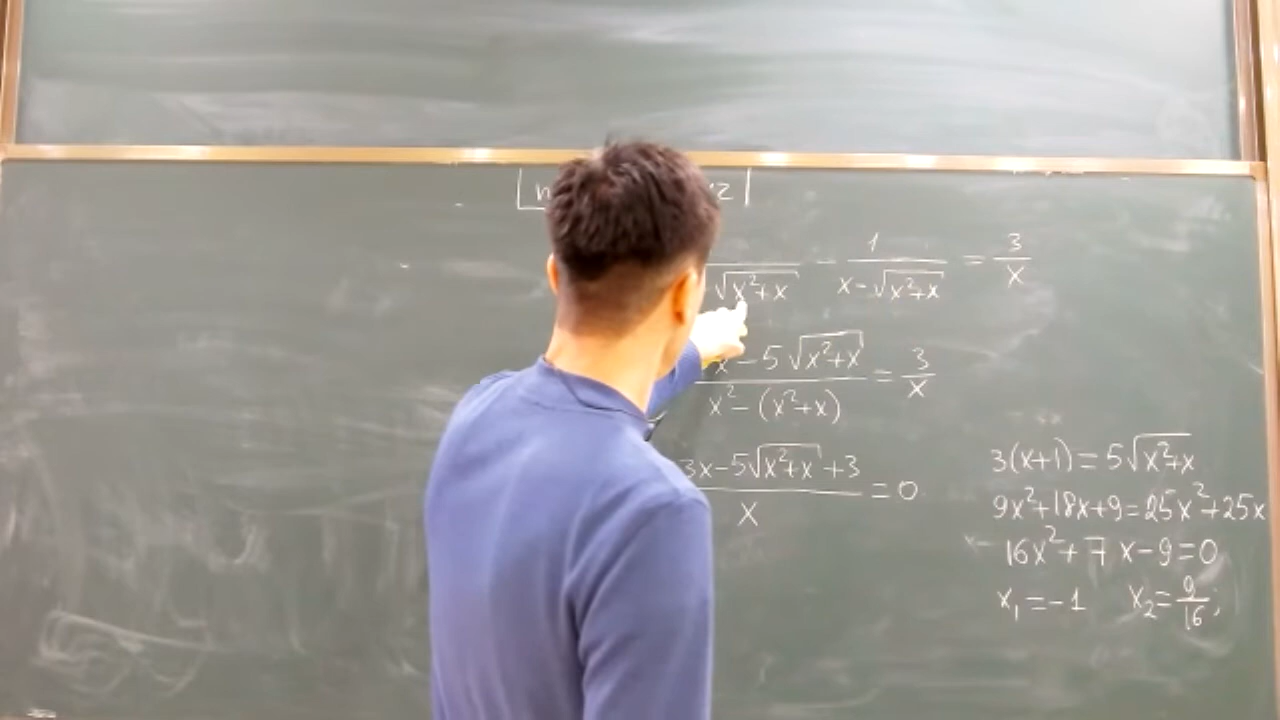 √x²+x - 1/(x-√x²+x) = 3/x
x-5√x²+x / x²-(x²+x) = 3/x
3x-5√x²+x+3 / x = 0
3(x+1)=5√x²+x
9x²+18x+9=25x²+25x
16x²+7x-9=0
x₁=-1 x₂=9/16;